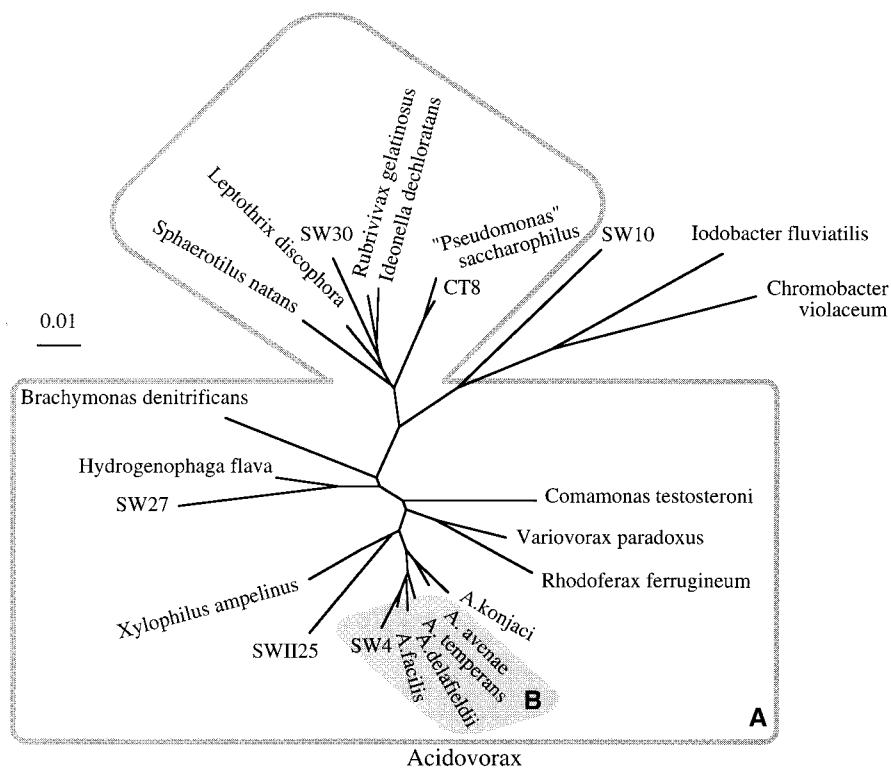 Rubrivivax gelatinosus
Ideonella dechloratans
Leptothrix discophora
SW30
Sphaerotilus natans
"Pseudomonas"
saccharophilus
SW10
Iodobacter fluviatilis
CT8
Chromobacter
violaceum
0.01
Brachymonas denitrificans
Hydrogenophaga flava
SW27
Comamonas testosteroni
Variovorax paradoxus
Rhodoferax ferrugineum
Xylophilus ampelinus
SWII25
SW4
A.konjaci
A. avenae
A. temperans
A.delafieldii
A.facilis
B
A
Acidovorax